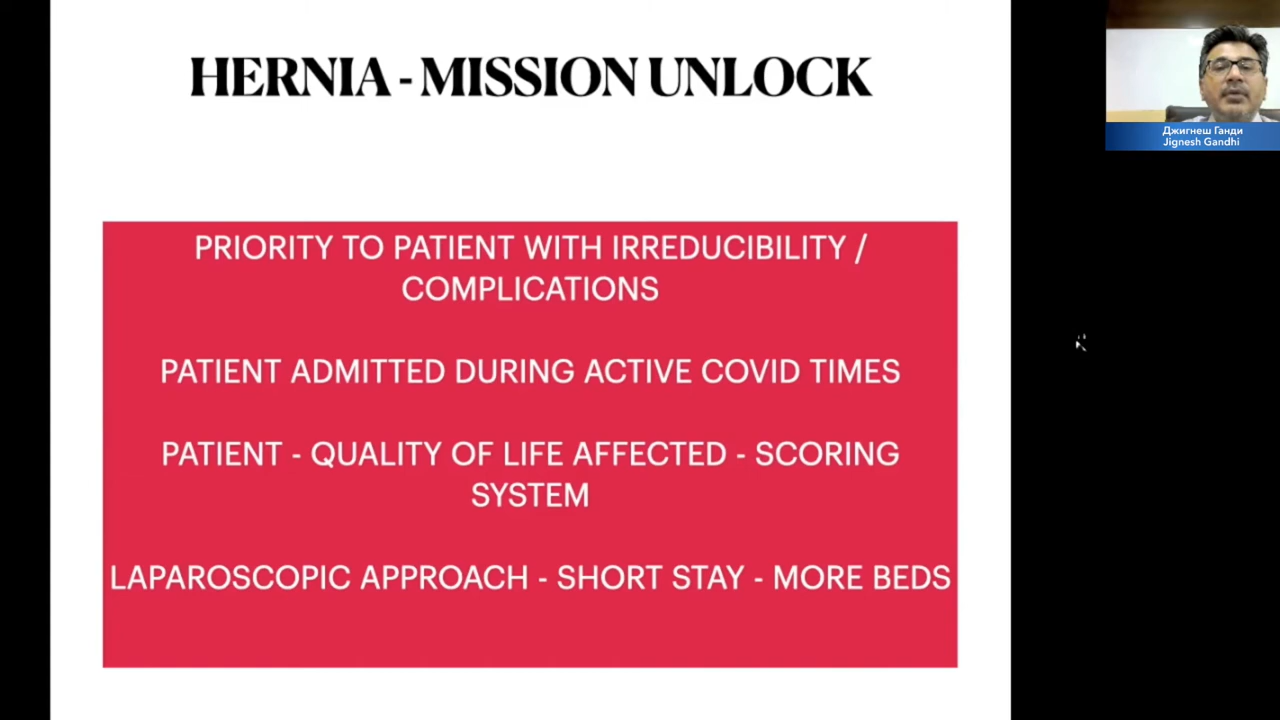 HERNIA - MISSION UNLOCK
Джигнеш Ганди
Jignesh Gandhi
PRIORITY TO PATIENT WITH IRREDUCIBILITY /
COMPLICATIONS
PATIENT ADMITTED DURING ACTIVE COVID TIMES
PATIENT - QUALITY OF LIFE AFFECTED - SCORING
SYSTEM
LAPAROSCOPIC APPROACH - SHORT STAY - MORE BEDS